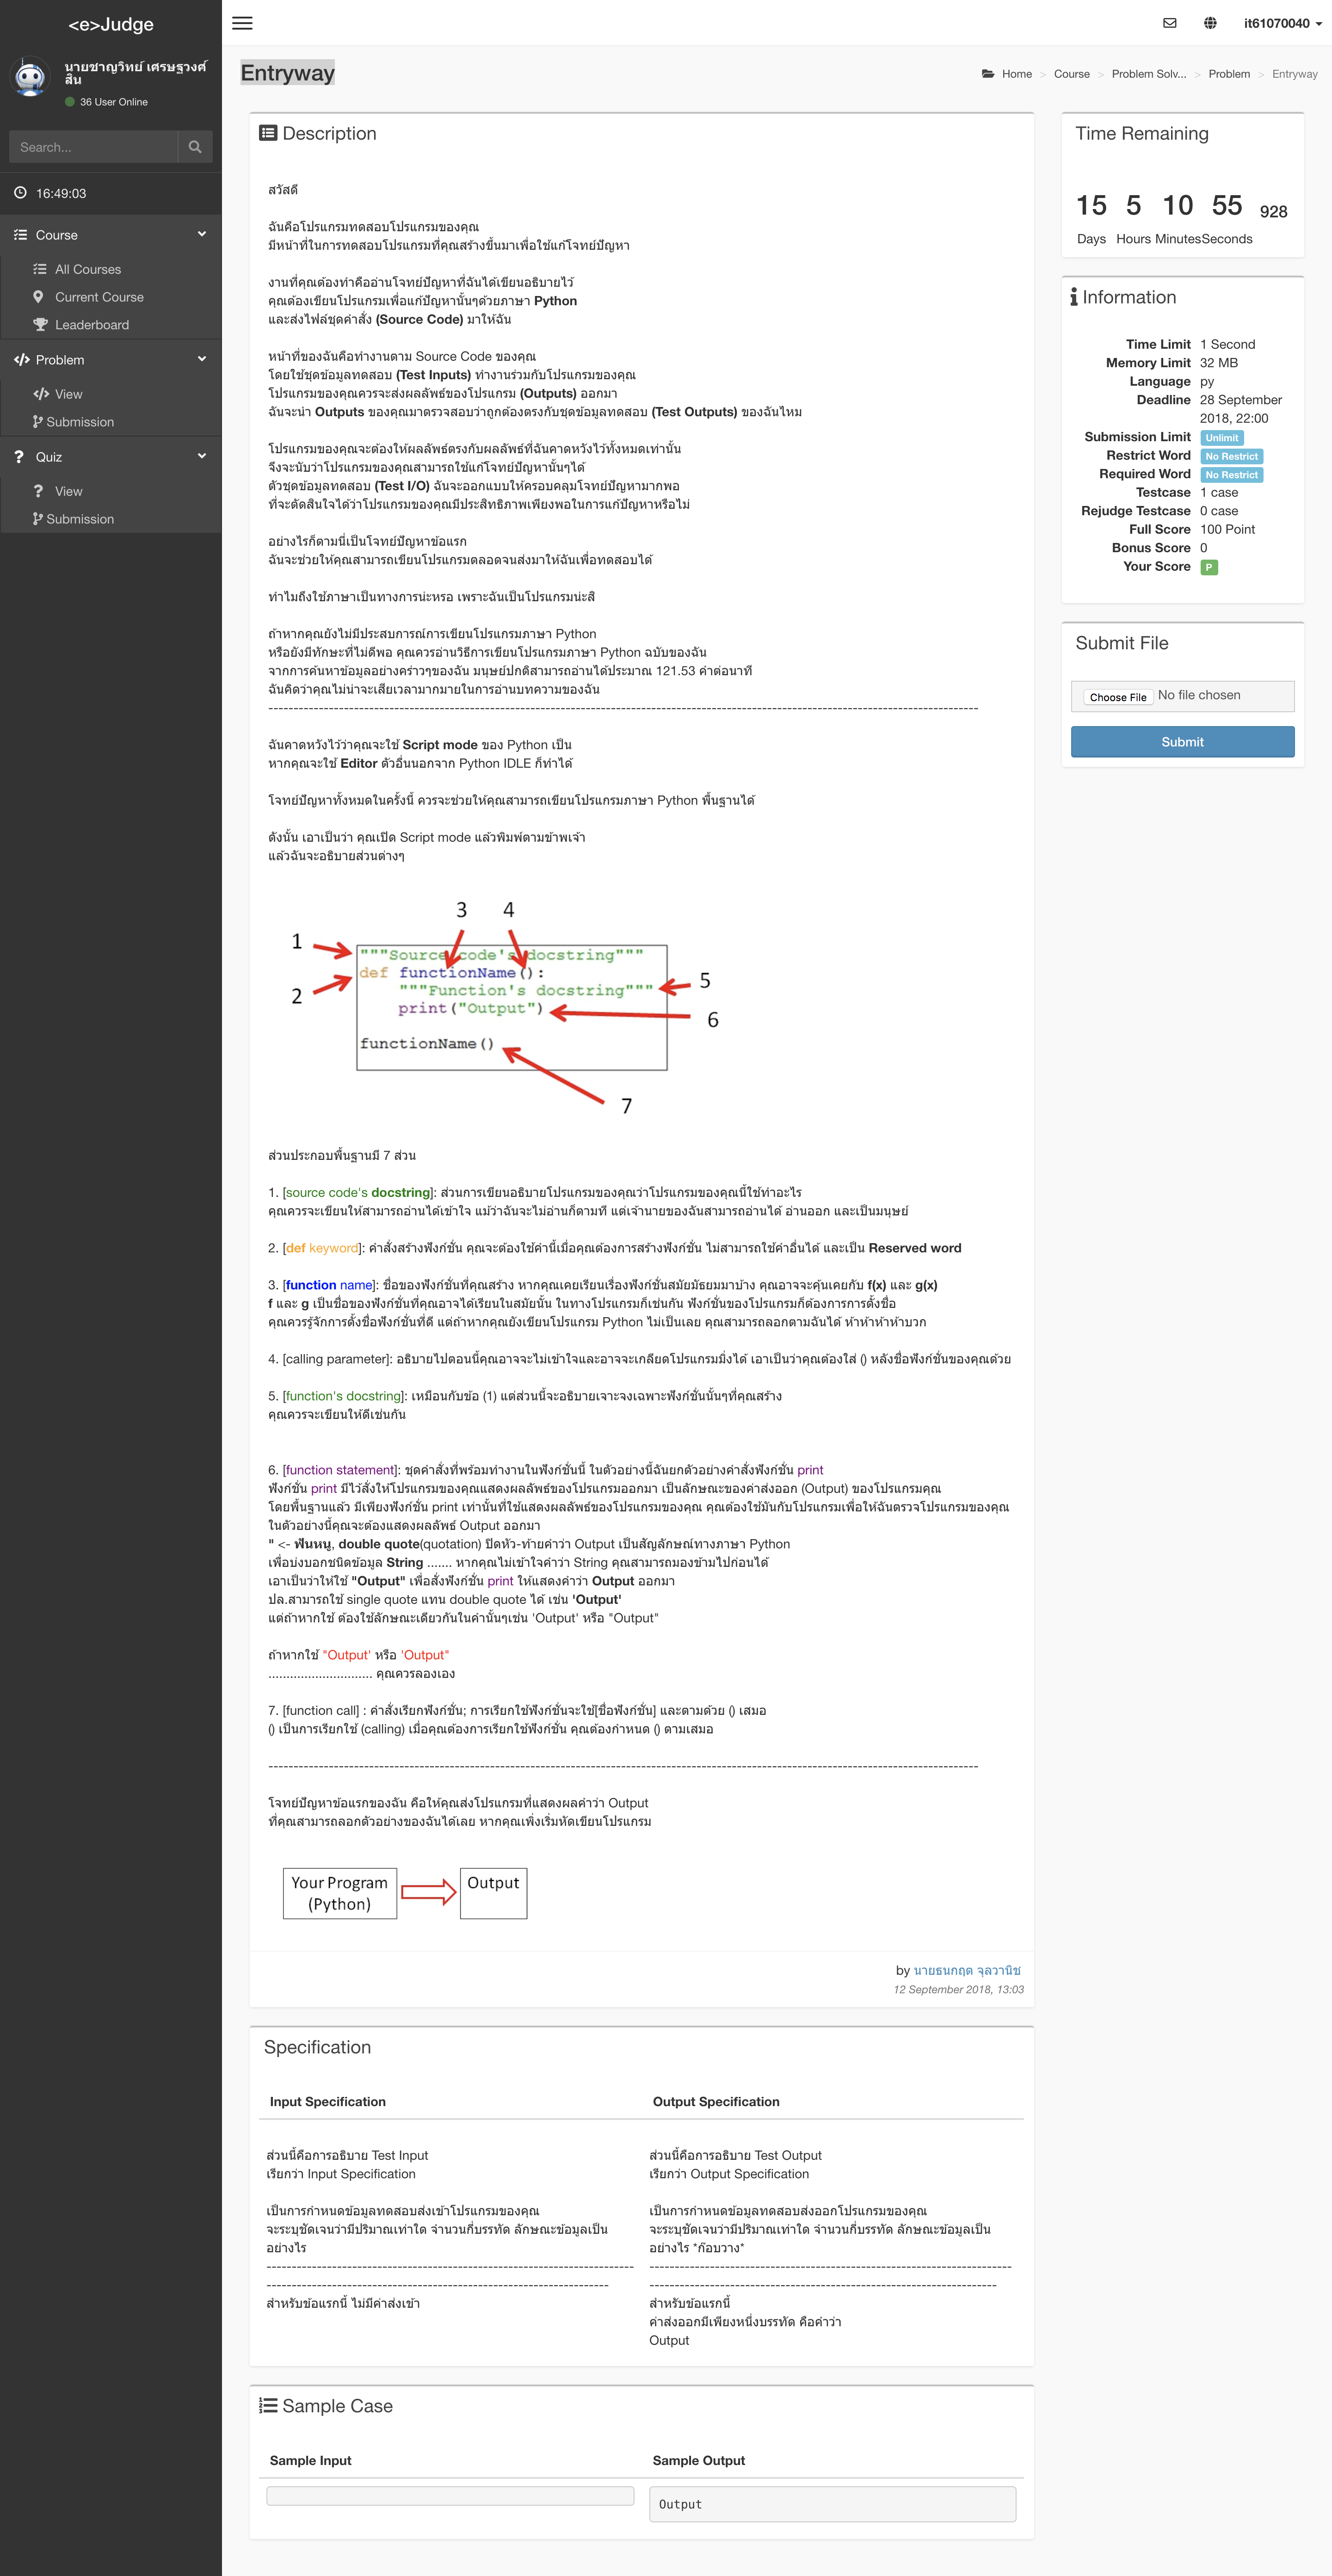 <e>Judge
นายชาญวิทย์ เศรษฐวงศ์
สิน
36 User Online
Search...
16:49:03
Course
All Courses
Current Course
Leaderboard
Problem
View
Submission
Quiz
View
Submission
it61070040
Entryway
Home > Course > Problem Solv... > Problem > Entryway
Description
สวัสดี
ฉันคือโปรแกรมทดสอบโปรแกรมของคุณ
มีหน้าที่ในการทดสอบโปรแกรมที่คุณสร้างขึ้นมาเพื่อใช้แก้โจทย์ปัญหา
งานที่คุณต้องทำคืออ่านโจทย์ปัญหาที่ฉันได้เขียนอธิบายไว้
คุณต้องเขียนโปรแกรมเพื่อแก้ปัญหานั้นๆด้วยภาษา Python
และส่งไฟล์ชุดคำสั่ง (Source Code) มาให้ฉัน
หน้าที่ของฉันคือทำงานตาม Source Code ของคุณ
โดยใช้ชุดข้อมูลทดสอบ (Test Inputs) ทำงานร่วมกับโปรแกรมของคุณ
โปรแกรมของคุณควรจะส่งผลลัพธ์ของโปรแกรม (Outputs) ออกมา
ฉันจะนำ Outputs ของคุณมาตรวจสอบว่าถูกต้องตรงกับชุดข้อมูลทดสอบ (Test Outputs) ของฉันไหม
โปรแกรมของคุณจะต้องให้ผลลัพธ์ตรงกับผลลัพธ์ที่ฉันคาดหวังไว้ทั้งหมดเท่านั้น
จึงจะนับว่าโปรแกรมของคุณสามารถใช้แก้โจทย์ปัญหานั้นๆได้
ตัวชุดข้อมูลทดสอบ (Test I/O) ฉันจะออกแบบให้ครอบคลุมโจทย์ปัญหามากพอ
ที่จะตัดสินใจได้ว่าโปรแกรมของคุณมีประสิทธิภาพเพียงพอในการแก้ปัญหาหรือไม่
อย่างไรก็ตามนี่เป็นโจทย์ปัญหาข้อแรก
ฉันจะช่วยให้คุณสามารถเขียนโปรแกรมตลอดจนส่งมาให้ฉันเพื่อทดสอบได้
ทำไมถึงใช้ภาษาเป็นทางการน่ะหรอ เพราะฉันเป็นโปรแกรมน่ะสิ
ถ้าหากคุณยังไม่มีประสบการณ์การเขียนโปรแกรมภาษา Python
หรือยังมีทักษะที่ไม่ดีพอ คุณควรอ่านวิธีการเขียนโปรแกรมภาษา Python ฉบับของฉัน
จากการค้นหาข้อมูลอย่างคร่าวๆของฉัน มนุษย์ปกติสามารถอ่านได้ประมาณ 121.53 คำต่อนาที
ฉันคิดว่าคุณไม่น่าจะเสียเวลามากมายในการอ่านบทความของฉัน
---------------------------------------------------------------------------------------------------------------------------------------------
ฉันคาดหวังไว้ว่าคุณจะใช้ Script mode ของ Python เป็น
หากคุณจะใช้ Editor ตัวอื่นนอกจาก Python IDLE ก็ทำได้
โจทย์ปัญหาทั้งหมดในครั้งนี้ ควรจะช่วยให้คุณสามารถเขียนโปรแกรมภาษา Python พื้นฐานได้
ดังนั้น เอาเป็นว่า คุณเปิด Script mode แล้วพิมพ์ตามข้าพเจ้า
แล้วฉันจะอธิบายส่วนต่างๆ
3 4
1
"""Source code's docstring"""
def functionName():
2
"""Function's docstring"""
5
print("Output")
6
functionName()
7
ส่วนประกอบพื้นฐานมี 7 ส่วน
1. [source code's docstring]: ส่วนการเขียนอธิบายโปรแกรมของคุณว่าโปรแกรมของคุณนี้ใช้ทำอะไร
คุณควรจะเขียนให้สามารถอ่านได้เข้าใจ แม้ว่าฉันจะไม่อ่านก็ตามที แต่เจ้านายของฉันสามารถอ่านได้ อ่านออก และเป็นมนุษย์
2. [def keyword]: คำสั่งสร้างฟังก์ชั่น คุณจะต้องใช้คำนี้เมื่อคุณต้องการสร้างฟังก์ชั่น ไม่สามารถใช้คำอื่นได้ และเป็น Reserved word
3. [function name]: ชื่อของฟังก์ชั่นที่คุณสร้าง หากคุณเคยเรียนเรื่องฟังก์ชั่นสมัยมัธยมมาบ้าง คุณอาจจะคุ้นเคยกับ f(x) และ g(x)
f และ g เป็นชื่อของฟังก์ชั่นที่คุณอาจได้เรียนในสมัยนั้น ในทางโปรแกรมก็เช่นกัน ฟังก์ชั่นของโปรแกรมก็ต้องการการตั้งชื่อ
คุณควรรู้จักการตั้งชื่อฟังก์ชั่นที่ดี แต่ถ้าหากคุณยังเขียนโปรแกรม Python ไม่เป็นเลย คุณสามารถลอกตามฉันได้ ห้าห้าห้าห้าบวก
4. [calling parameter]: อธิบายไปตอนนี้คุณอาจจะไม่เข้าใจและอาจจะเกลียดโปรแกรมมิ่งได้ เอาเป็นว่าคุณต้องใส่ () หลังชื่อฟังก์ชั่นของคุณด้วย
5. [function's docstring]: เหมือนกับข้อ (1) แต่ส่วนนี้จะอธิบายเจาะจงเฉพาะฟังก์ชั่นนั้นๆที่คุณสร้าง
คุณควรจะเขียนให้ดีเช่นกัน
6. [function statement]: ชุดคำสั่งที่พร้อมทำงานในฟังก์ชั่นนี้ ในตัวอย่างนี้ฉันยกตัวอย่างคำสั่งฟังก์ชั่น print
ฟังก์ชั่น print มีไว้สั่งให้โปรแกรมของคุณแสดงผลลัพธ์ของโปรแกรมออกมา เป็นลักษณะของค่าส่งออก (Output) ของโปรแกรมคุณ
โดยพื้นฐานแล้ว มีเพียงฟังก์ชั่น print เท่านั้นที่ใช้แสดงผลลัพธ์ของโปรแกรมของคุณ คุณต้องใช้มันกับโปรแกรมเพื่อให้ฉันตรวจโปรแกรมของคุณ
ในตัวอย่างนี้คุณจะต้องแสดงผลลัพธ์ Output ออกมา
" <- ฟันหนู, double quote(quotation) ปิดหัว-ท้ายคำว่า Output เป็นสัญลักษณ์ทางภาษา Python
เพื่อบ่งบอกชนิดข้อมูล String ....... หากคุณไม่เข้าใจคำว่า String คุณสามารถมองข้ามไปก่อนได้
เอาเป็นว่าให้ใช้ "Output" เพื่อสั่งฟังก์ชั่น print ให้แสดงคำว่า Output ออกมา
ปล.สามารถใช้ single quote แทน double quote ได้ เช่น 'Output'
แต่ถ้าหากใช้ ต้องใช้ลักษณะเดียวกันในคำนั้นๆเช่น 'Output' หรือ "Output"
ถ้าหากใช้ "Output' หรือ 'Output"
............................. คุณควรลองเอง
7. [function call] : คำสั่งเรียกฟังก์ชั่น; การเรียกใช้ฟังก์ชั่นจะใช้[ชื่อฟังก์ชั่น] และตามด้วย () เสมอ
() เป็นการเรียกใช้ (calling) เมื่อคุณต้องการเรียกใช้ฟังก์ชั่น คุณต้องกำหนด () ตามเสมอ
---------------------------------------------------------------------------------------------------------------------------------------------
โจทย์ปัญหาข้อแรกของฉัน คือให้คุณส่งโปรแกรมที่แสดงผลคำว่า Output
ที่คุณสามารถลอกตัวอย่างของฉันได้เลย หากคุณเพิ่งเริ่มหัดเขียนโปรแกรม
Your Program
(Python)
Output
by นายธนกฤต จุลวานิช
12 September 2018, 13:03
Time Remaining
15 5 10 55 928
Days Hours Minutes Seconds
Information
Time Limit 1 Second
Memory Limit 32 MB
Language py
Deadline 28 September
2018, 22:00
Submission Limit Unlimit
Restrict Word No Restrict
Required Word No Restrict
Testcase 1 case
Rejudge Testcase 0 case
Full Score 100 Point
Bonus Score 0
Your Score P
Submit File
Choose File No file chosen
Submit
Specification
Input Specification
ส่วนนี้คือการอธิบาย Test Input
เรียกว่า Input Specification
เป็นการกำหนดข้อมูลทดสอบส่งเข้าโปรแกรมของคุณ
จะระบุชัดเจนว่ามีปริมาณเท่าใด จำนวนกี่บรรทัด ลักษณะข้อมูลเป็น
อย่างไร
-------------------------------------------------------------------------
--------------------------------------------------------------------
สำหรับข้อแรกนี้ ไม่มีค่าส่งเข้า
Output Specification
ส่วนนี้คือการอธิบาย Test Output
เรียกว่า Output Specification
เป็นการกำหนดข้อมูลทดสอบส่งออกโปรแกรมของคุณ
จะระบุชัดเจนว่ามีปริมาณเท่าใด จำนวนกี่บรรทัด ลักษณะข้อมูลเป็น
อย่างไร *ก๊อบวาง*
------------------------------------------------------------------------
---------------------------------------------------------------------
สำหรับข้อแรกนี้
ค่าส่งออกมีเพียงหนึ่งบรรทัด คือคำว่า
Output
Sample Case
Sample Input
Sample Output
Output